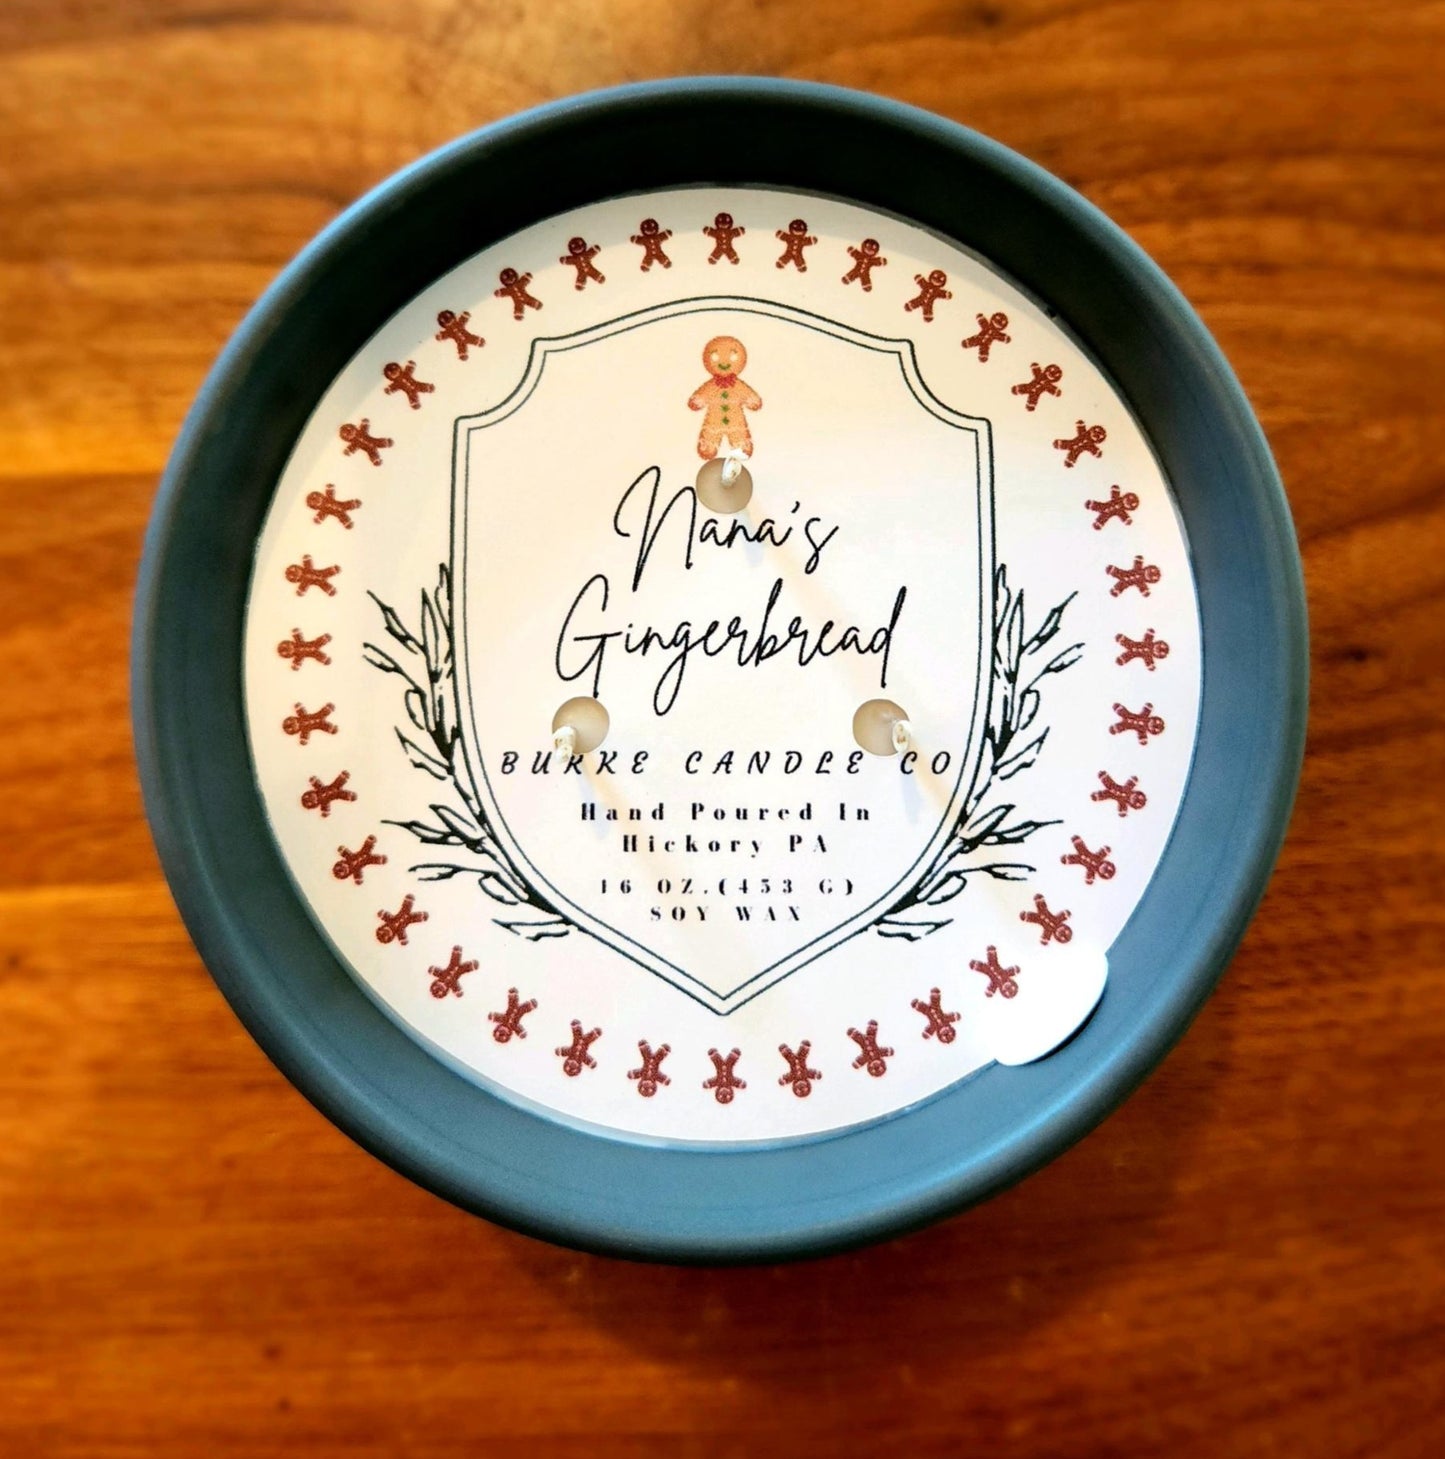 Nana's
Gingerbread
BURKE CANDLE CO
Hand Poured In
Hickory PA
16 OZ.(453 G)
SOY WAX